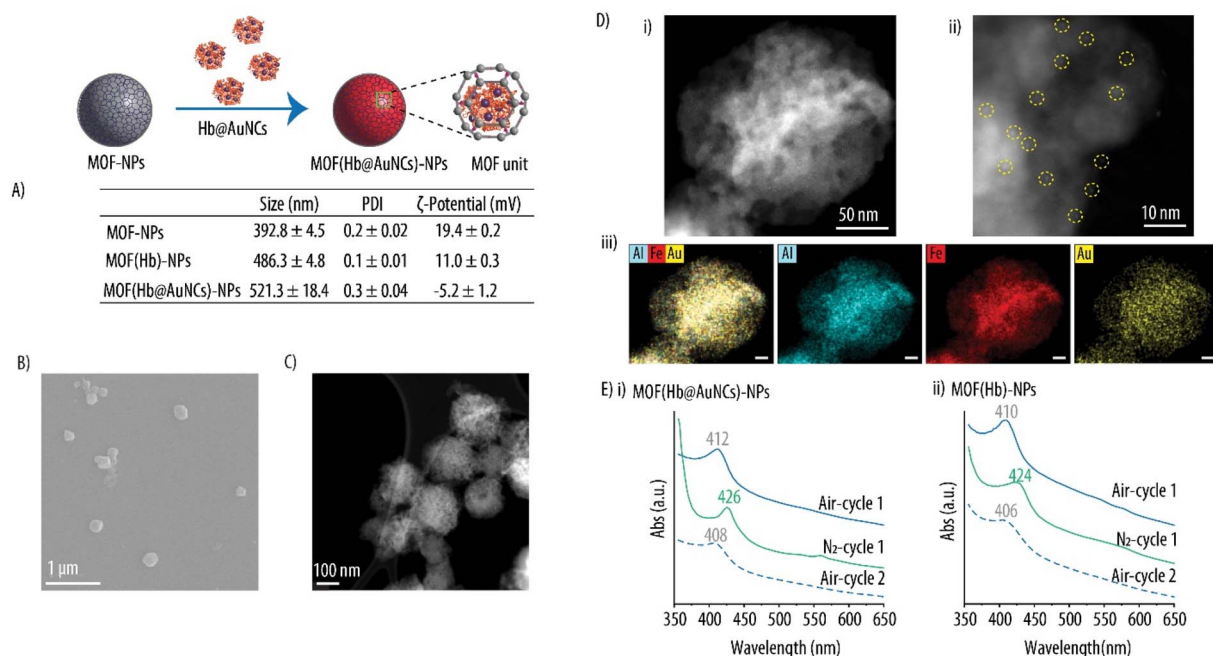 Hb@AuNCs
MOF-NPs
MOF(Hb@AuNCs)-NPs
MOF unit
A)
Size (nm) PDI ζ-Potential (mV)
MOF-NPs 392.8 ± 4.5 0.2 ± 0.02 19.4 ± 0.2
MOF(Hb)-NPs 486.3 ± 4.8 0.1 ± 0.01 11.0 ± 0.3
MOF(Hb@AuNCs)-NPs 521.3 ± 18.4 0.3 ± 0.04 -5.2 ± 1.2
B)
1 µm
C)
100 nm
D)
i)
50 nm
ii)
10 nm
iii)
Al Fe Au
Al
Fe
Au
E) i) MOF(Hb@AuNCs)-NPs
Abs (a.u.)
412
Air-cycle 1
426
N₂-cycle 1
408
Air-cycle 2
350 400 450 500 550 600 650
Wavelength (nm)
ii) MOF(Hb)-NPs
Abs (a.u.)
410
Air-cycle 1
424
N₂-cycle 1
406
Air-cycle 2
350 400 450 500 550 600 650
Wavelength(nm)